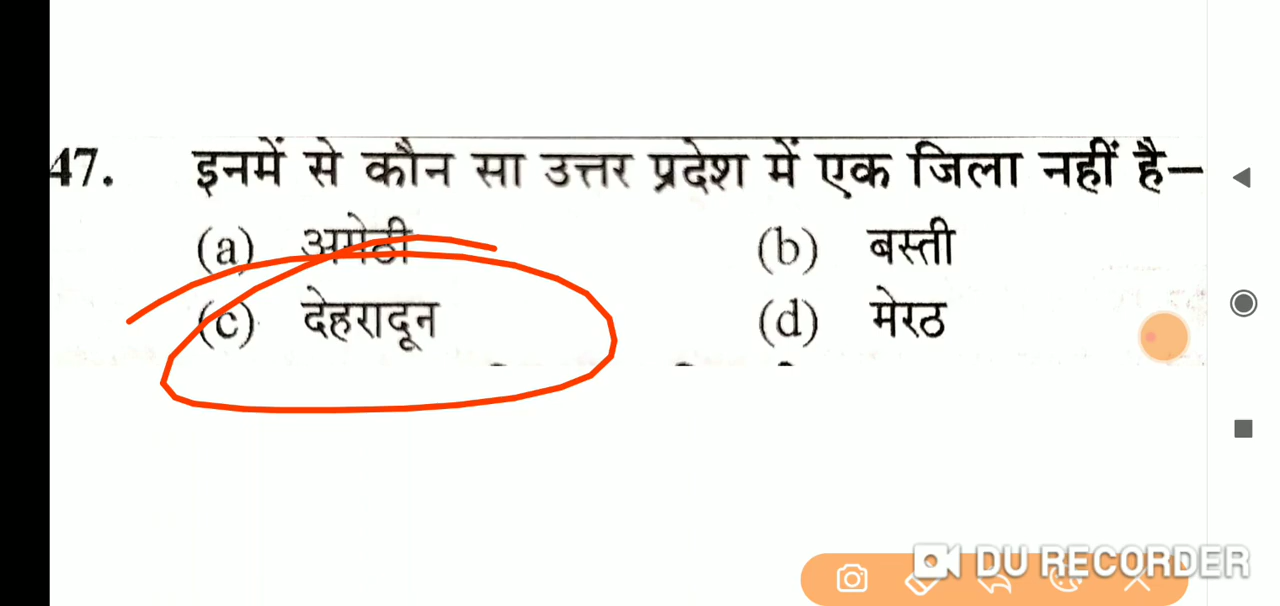 47. इनमें से कौन सा उत्तर प्रदेश में एक जिला नहीं है–
(a) अमेठी (b) बस्ती
(c) देहरादून (d) मेरठ
DU RECORDER